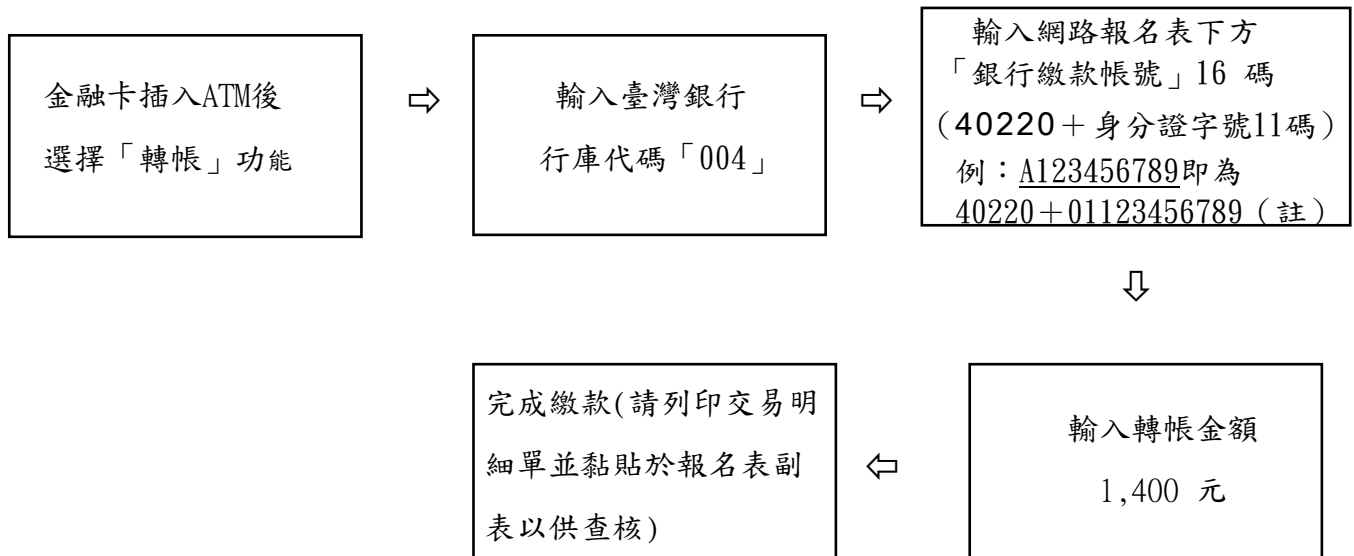 金融卡插入ATM後
選擇「轉帳」功能
⇨
輸入臺灣銀行
行庫代碼「004」
⇨
輸入網路報名表下方
「銀行繳款帳號」16 碼
（40220＋身分證字號11碼）
例：A123456789即為
40220＋01123456789（註）
⇩
輸入轉帳金額
1,400 元
⇦
完成繳款(請列印交易明
細單並黏貼於報名表副
表以供查核)